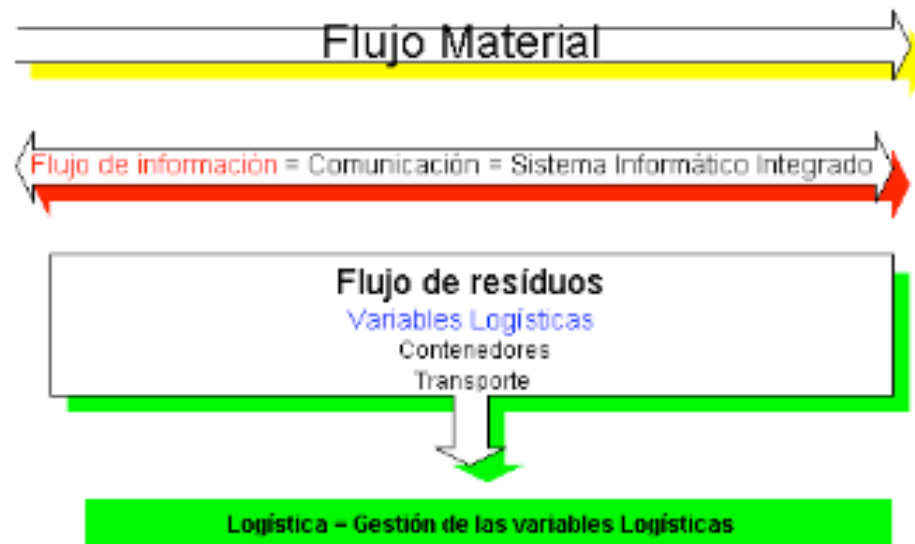 Flujo Material
Flujo de información = Comunicación = Sistema Informático Integrado
Flujo de resíduos
Variables Logísticas
Contenedores
Transporte
Logística – Gestión de las variables Logísticas